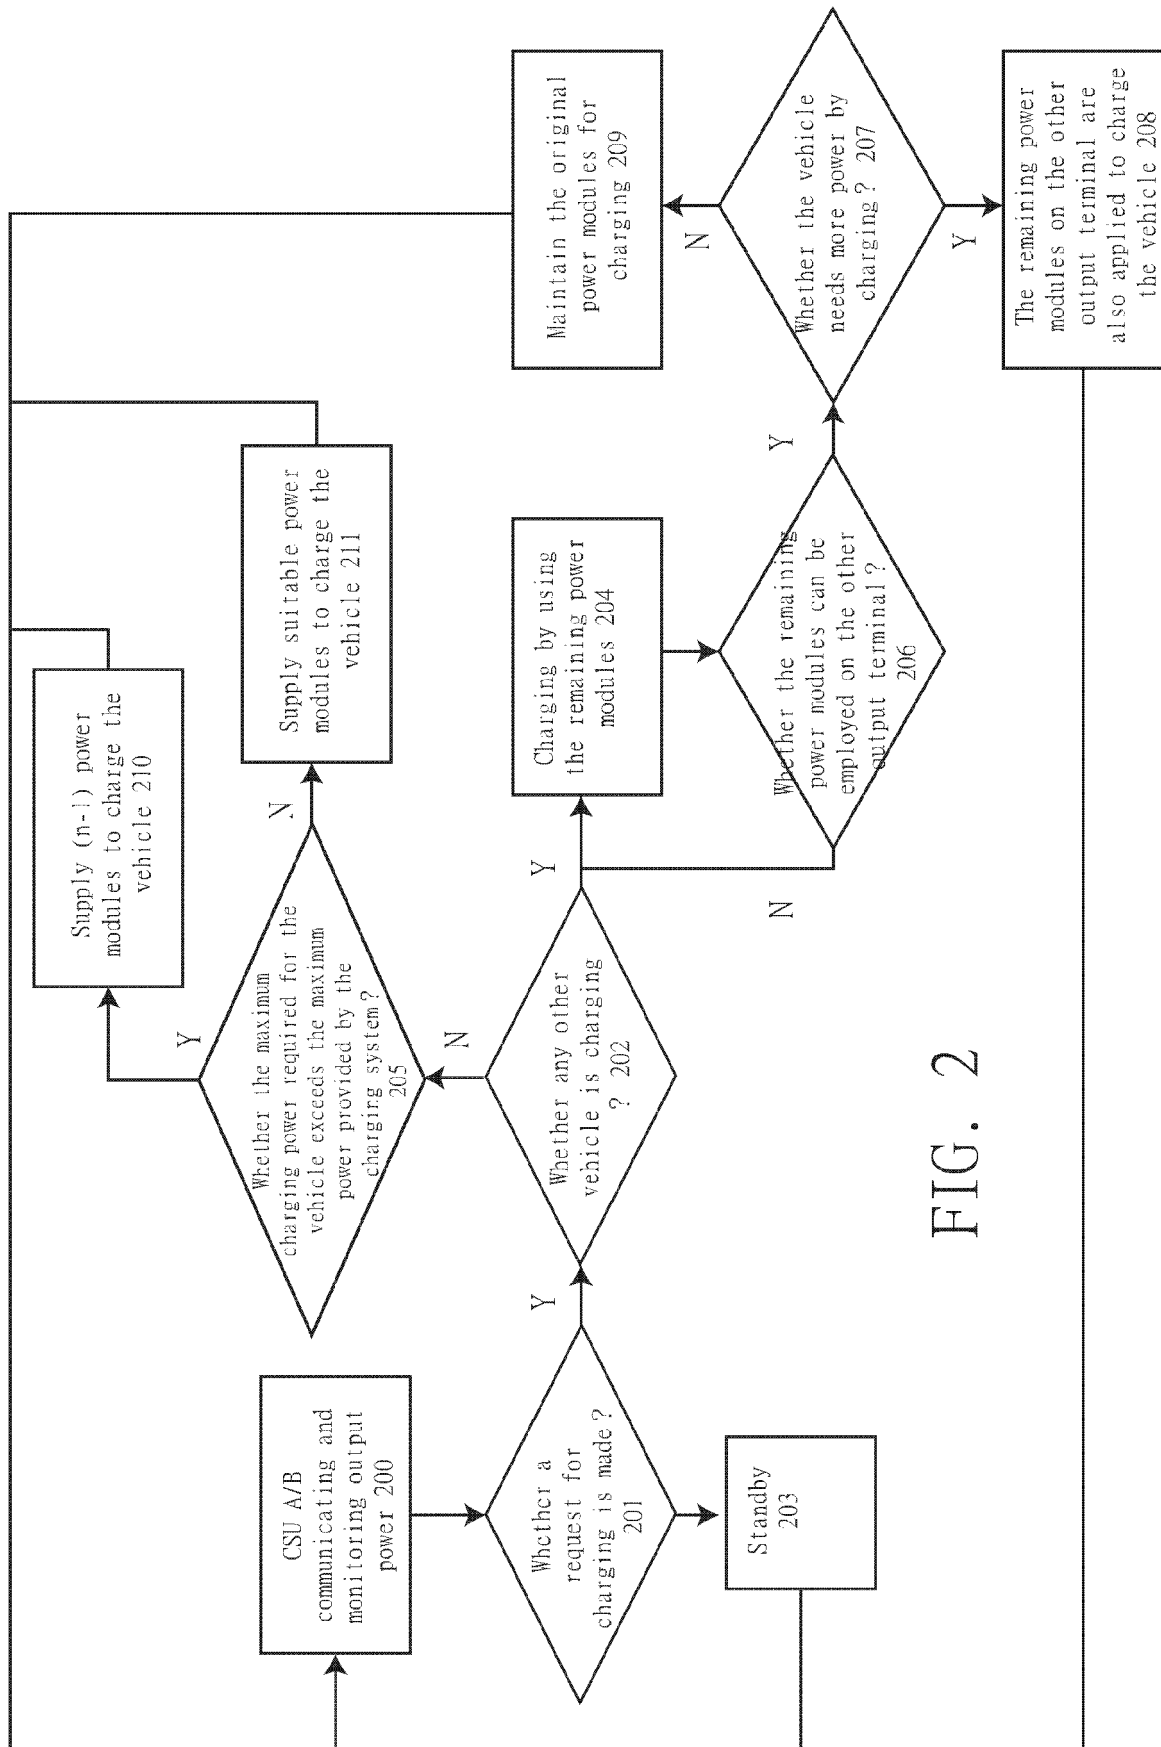 CSU A/B
communicating and
monitoring output
power 200
Whether a
request for
charging is made?
201
Y
Standby
203
Whether any other
vehicle is charging
? 202
N
Y
Whether the maximum
charging power required for the
vehicle exceeds the maximum
power provided by the
charging system?
205
Y
N
Supply (n-1) power
modules to charge the
vehicle 210
Supply suitable power
modules to charge the
vehicle 211
Charging by using
the remaining power
modules 204
N
Whether the remaining
power modules can be
employed on the other
output terminal?
206
Y
Whether the vehicle
needs more power by
charging? 207
N
Y
Maintain the original
power modules for
charging 209
The remaining power
modules on the other
output terminal are
also applied to charge
the vehicle 208
FIG. 2